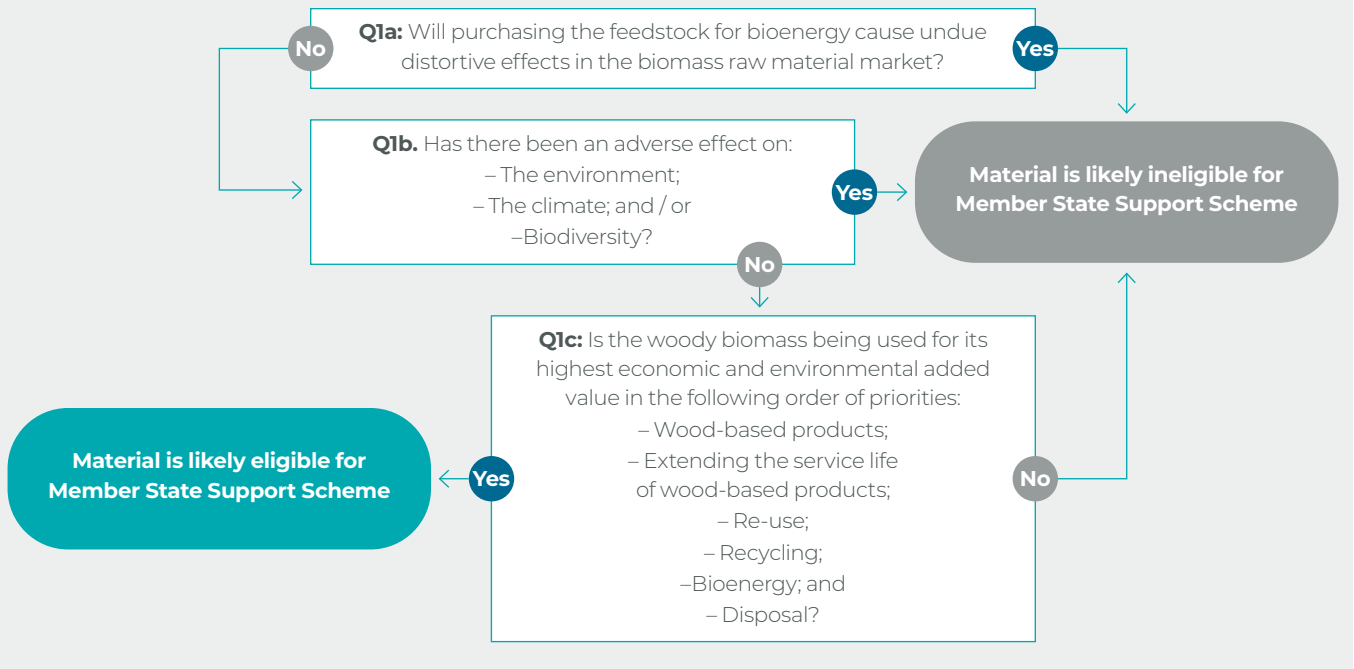 No
Q1a: Will purchasing the feedstock for bioenergy cause undue
distortive effects in the biomass raw material market?
Yes
Q1b. Has there been an adverse effect on:
– The environment;
– The climate; and / or
–Biodiversity?
Yes
No
Material is likely ineligible for
Member State Support Scheme
Q1c: Is the woody biomass being used for its
highest economic and environmental added
value in the following order of priorities:
– Wood-based products;
– Extending the service life
of wood-based products;
– Re-use;
– Recycling;
–Bioenergy; and
– Disposal?
Yes
No
Material is likely eligible for
Member State Support Scheme